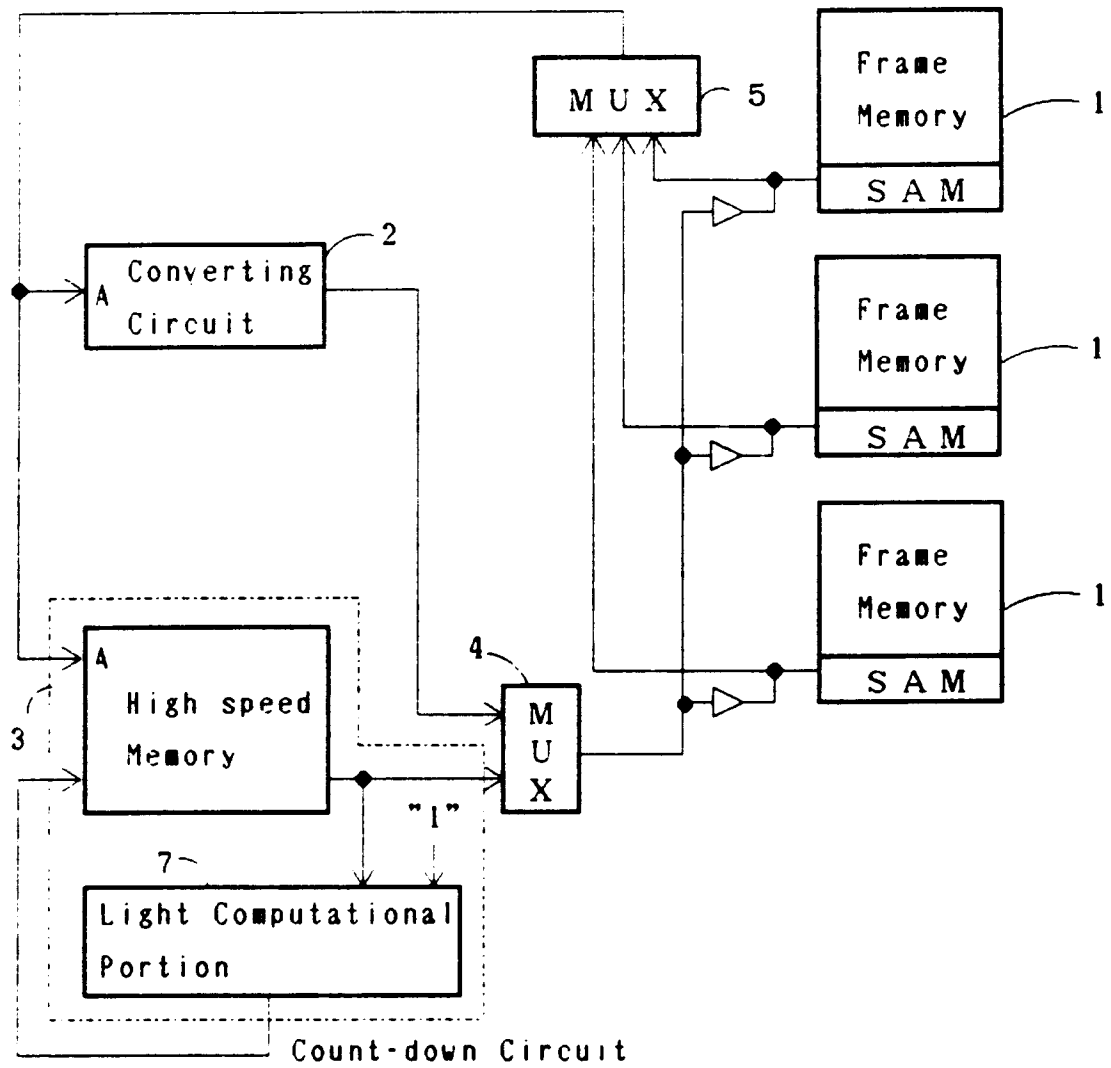 MUX
5
Frame
Memory
SAM
1
2
A Converting
Circuit
Frame
Memory
SAM
1
Frame
Memory
SAM
1
A
High speed
Memory
3
4
MUX
"1"
7
Light Computational
Portion
Count-down Circuit